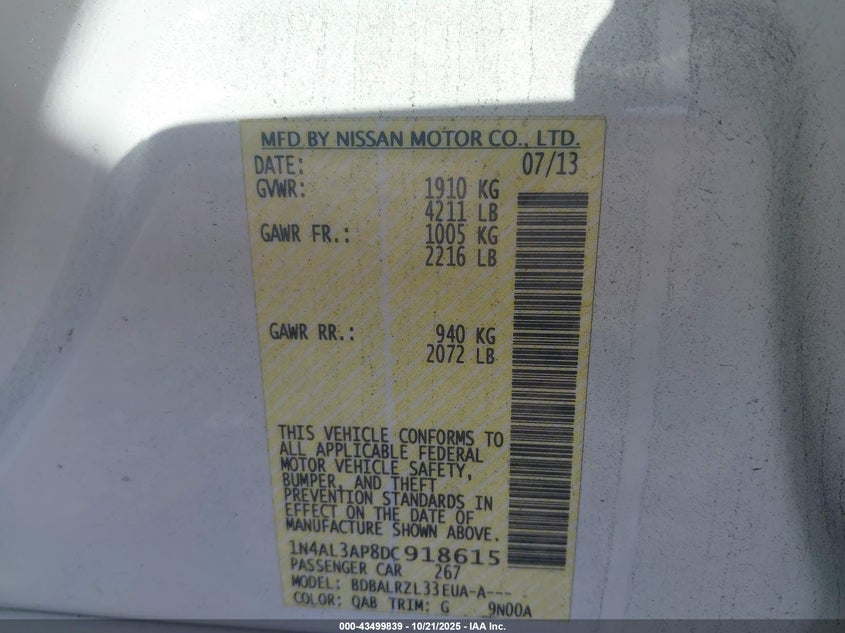 MFD BY NISSAN MOTOR CO., LTD.
DATE: 07/13
GVWR: 1910 KG
4211 LB
GAWR FR.: 1005 KG
2216 LB
GAWR RR.: 940 KG
2072 LB
THIS VEHICLE CONFORMS TO
ALL APPLICABLE FEDERAL
MOTOR VEHICLE SAFETY,
BUMPER, AND THEFT
PREVENTION STANDARDS IN
EFFECT ON THE DATE OF
MANUFACTURE SHOWN ABOVE.
1N4AL3AP8DC918615
PASSENGER CAR 267
MODEL: BDBALRZL33EUA-A---
COLOR: QAB TRIM: G 9N00A
000-43499839 - 10/21/2025 - IAA Inc.